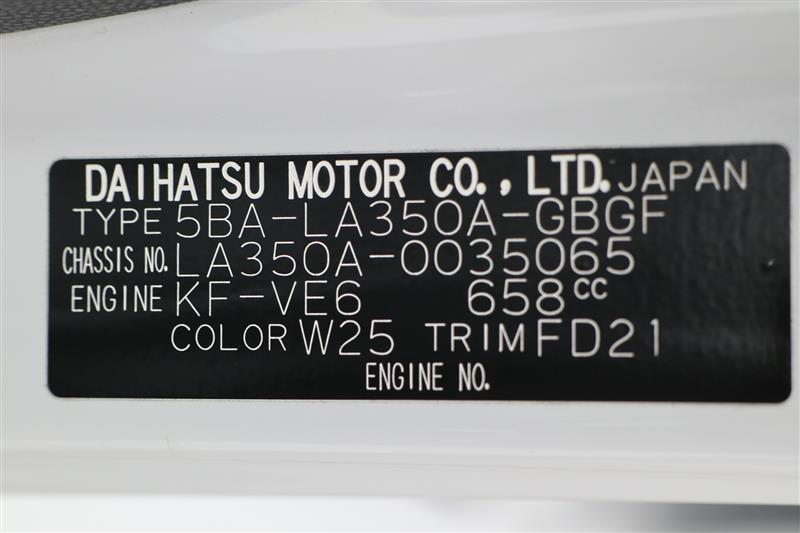 DAIHATSU MOTOR CO., LTD. JAPAN
TYPE 5BA-LA350A-GBGF
CHASSIS NO. LA350A-0035065
ENGINE KF-VE6 658cc
COLOR W25 TRIM FD21
ENGINE NO.